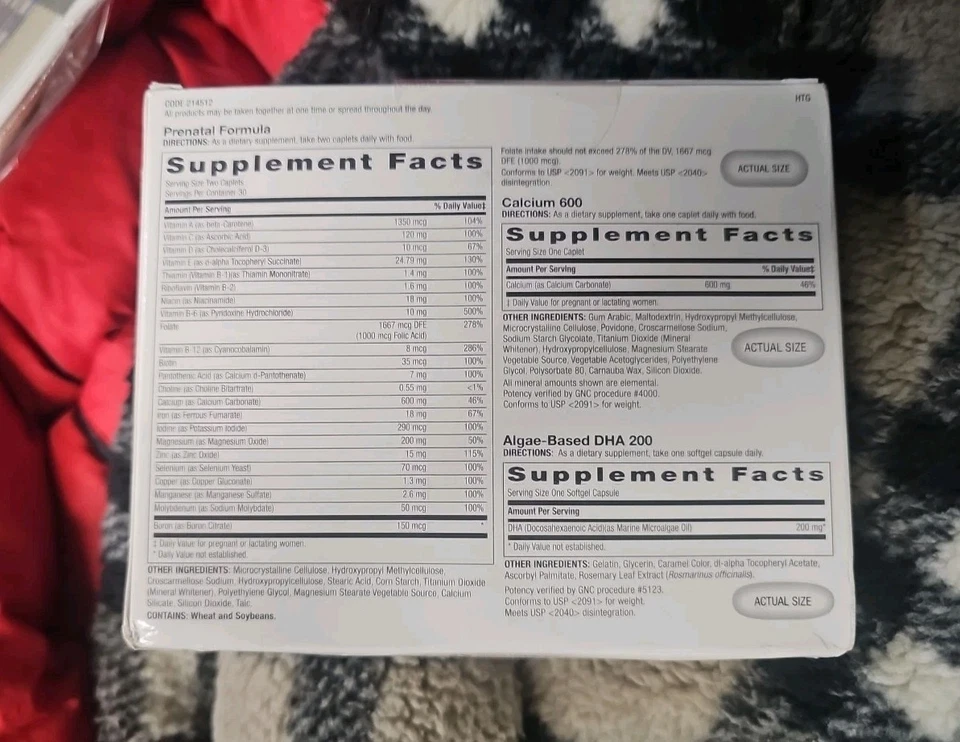 CODE 214512
All products may be taken together at one time or spread throughout the day.
HTG
Prenatal Formula
DIRECTIONS: As a dietary supplement, take two caplets daily with food.
Supplement Facts
Serving Size Two Caplets
Servings Per Container 30
Amount Per Serving % Daily Value‡
Vitamin A (as beta-Carotene) 1350 mcg 104%
Vitamin C (as Ascorbic Acid) 120 mg 100%
Vitamin D (as Cholecalciferol D-3) 10 mcg 67%
Vitamin E (as d-alpha Tocopheryl Succinate) 24.79 mg 130%
Thiamin (Vitamin B-1)(as Thiamin Mononitrate) 1.4 mg 100%
Riboflavin (Vitamin B-2) 1.6 mg 100%
Niacin (as Niacinamide) 18 mg 100%
Vitamin B-6 (as Pyridoxine Hydrochloride) 10 mg 500%
Folate 1667 mcg DFE 278%
(1000 mcg Folic Acid)
Vitamin B-12 (as Cyanocobalamin) 8 mcg 286%
Biotin 35 mcg 100%
Pantothenic Acid (as Calcium d-Pantothenate) 7 mg 100%
Choline (as Choline Bitartrate) 0.55 mg <1%
Calcium (as Calcium Carbonate) 600 mg 46%
Iron (as Ferrous Fumarate) 18 mg 67%
Iodine (as Potassium Iodide) 290 mcg 100%
Magnesium (as Magnesium Oxide) 200 mg 50%
Zinc (as Zinc Oxide) 15 mg 115%
Selenium (as Selenium Yeast) 70 mcg 100%
Copper (as Copper Gluconate) 1.3 mg 100%
Manganese (as Manganese Sulfate) 2.6 mg 100%
Molybdenum (as Sodium Molybdate) 50 mcg 100%
Boron (as Boron Citrate) 150 mcg *
‡ Daily Value for pregnant or lactating women.
* Daily Value not established.
OTHER INGREDIENTS: Microcrystalline Cellulose, Hydroxypropyl Methylcellulose,
Croscarmellose Sodium, Hydroxypropylcellulose, Stearic Acid, Corn Starch, Titanium Dioxide
(Mineral Whitener), Polyethylene Glycol, Magnesium Stearate Vegetable Source, Calcium
Silicate, Silicon Dioxide, Talc.
CONTAINS: Wheat and Soybeans.
Folate intake should not exceed 278% of the DV, 1667 mcg
DFE (1000 mcg).
Conforms to USP <2091> for weight. Meets USP <2040>
disintegration.
ACTUAL SIZE
Calcium 600
DIRECTIONS: As a dietary supplement, take one caplet daily with food.
Supplement Facts
Serving Size One Caplet
Amount Per Serving % Daily Value‡
Calcium (as Calcium Carbonate) 600 mg 46%
‡ Daily Value for pregnant or lactating women.
OTHER INGREDIENTS: Gum Arabic, Maltodextrin, Hydroxypropyl Methylcellulose,
Microcrystalline Cellulose, Povidone, Croscarmellose Sodium,
Sodium Starch Glycolate, Titanium Dioxide (Mineral
Whitener), Hydroxypropylcellulose, Magnesium Stearate
Vegetable Source, Vegetable Acetoglycerides, Polyethylene
Glycol, Polysorbate 80, Carnauba Wax, Silicon Dioxide.
ACTUAL SIZE
All mineral amounts shown are elemental.
Potency verified by GNC procedure #4000.
Conforms to USP <2091> for weight.
Algae-Based DHA 200
DIRECTIONS: As a dietary supplement, take one softgel capsule daily.
Supplement Facts
Serving Size One Softgel Capsule
Amount Per Serving
DHA (Docosahexaenoic Acid)(as Marine Microalgae Oil) 200 mg*
* Daily Value not established.
OTHER INGREDIENTS: Gelatin, Glycerin, Caramel Color, dl-alpha Tocopheryl Acetate,
Ascorbyl Palmitate, Rosemary Leaf Extract (Rosmarinus officinalis).
Potency verified by GNC procedure #5123.
Conforms to USP <2091> for weight.
Meets USP <2040> disintegration.
ACTUAL SIZE